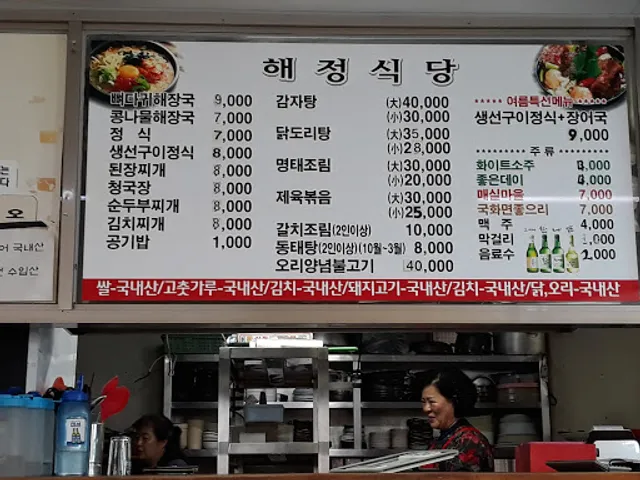 해정식당
뼈다귀해장국 9,000
콩나물해장국 7,000
정 식 7,000
생선구이정식 8,000
된장찌개 8,000
청국장 8,000
순두부찌개 8,000
김치찌개 8,000
공기밥 1,000
감자탕 (大)40,000
(小)30,000
닭도리탕 (大)35,000
(小)28,000
명태조림 (大)30,000
(小)20,000
제육볶음 (大)30,000
(小)25,000
갈치조림(2인이상) 10,000
동태탕(2인이상)(10월~3월) 8,000
오리양념불고기 40,000
***** 여름특선메뉴 *****
생선구이정식+장어국
9,000
******** 주 류 ********
화이트소주
좋은데이
매실마을 7,000
국화면좋으리 7,000
맥 주 4,000
막걸리
음료수
쌀-국내산/고춧가루-국내산/김치-국내산/돼지고기-국내산/김치-국내산/닭,오리-국내산
오
국내산
수입산